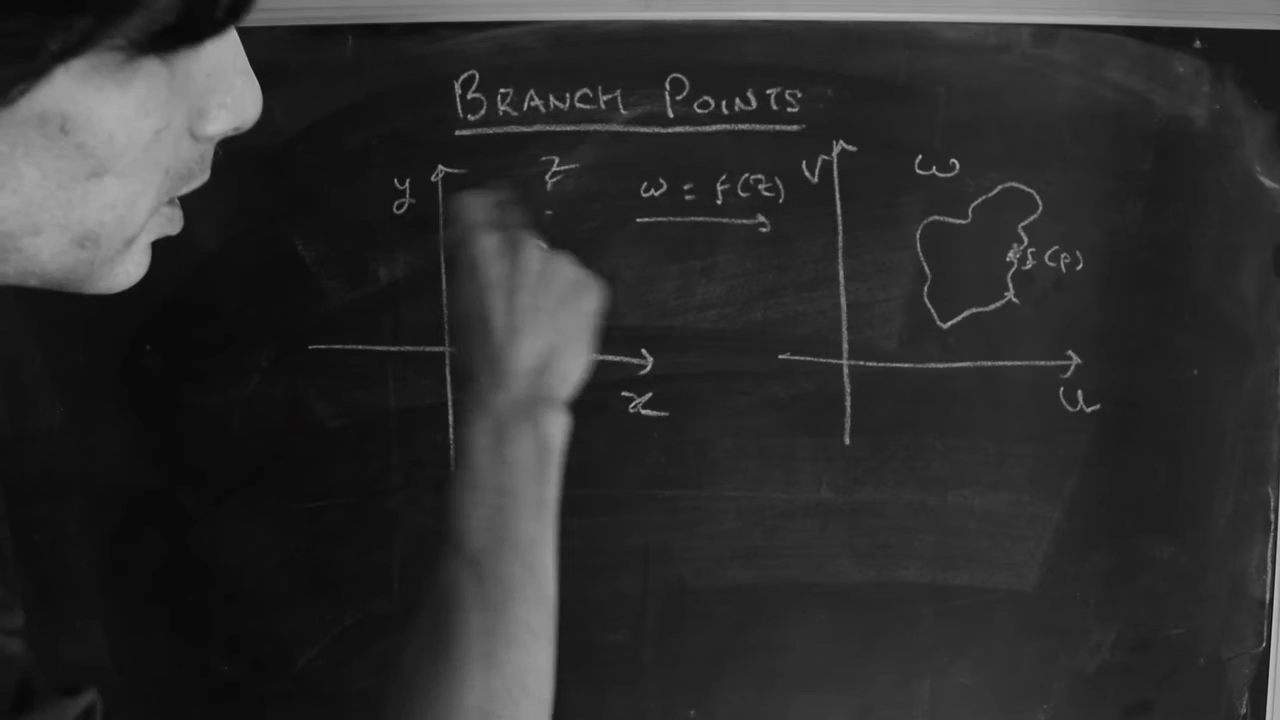 BRANCH POINTS
y
z
w = f(z)
v
w
f(p)
x
u